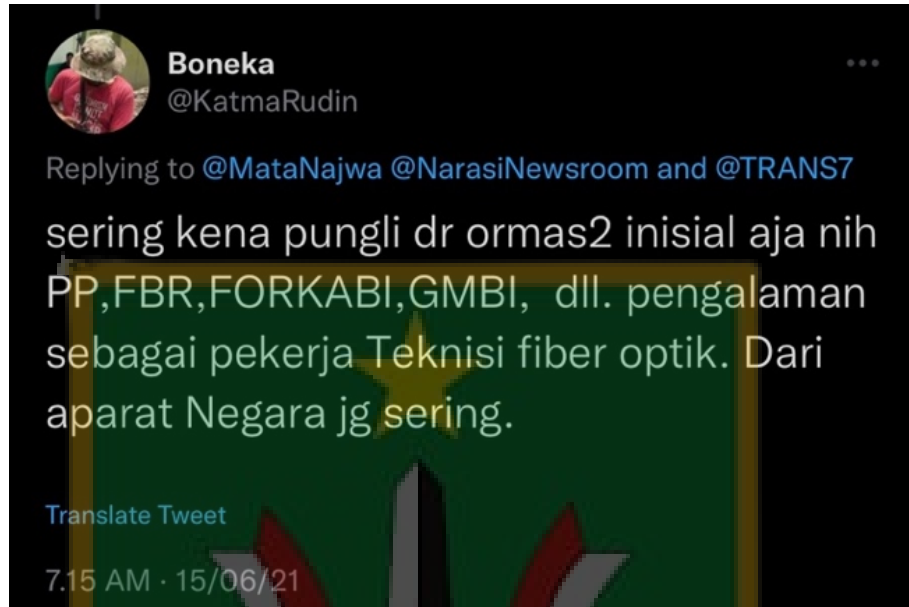 Boneka
@KatmaRudin
Replying to @MataNajwa @NarasiNewsroom and @TRANS7
sering kena pungli dr ormas2 inisial aja nih
PP,FBR,FORKABI,GMBI, dll. pengalaman
sebagai pekerja Teknisi fiber optik. Dari
aparat Negara jg sering.
Translate Tweet
7.15 AM · 15/06/21